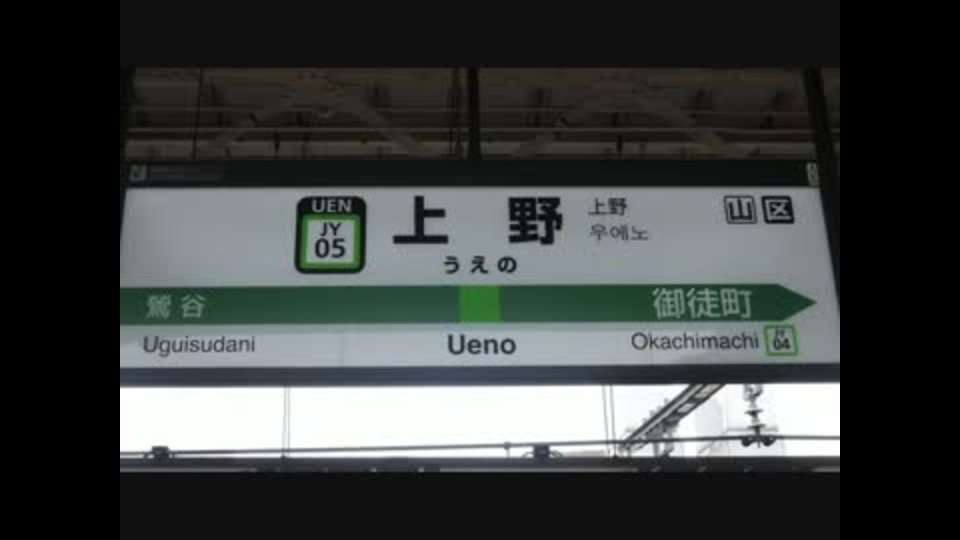 UEN
JY
05
上野
うえの
上野
우에노
山 区
鶯谷
御徒町
Uguisudani
Ueno
Okachimachi
JY
04